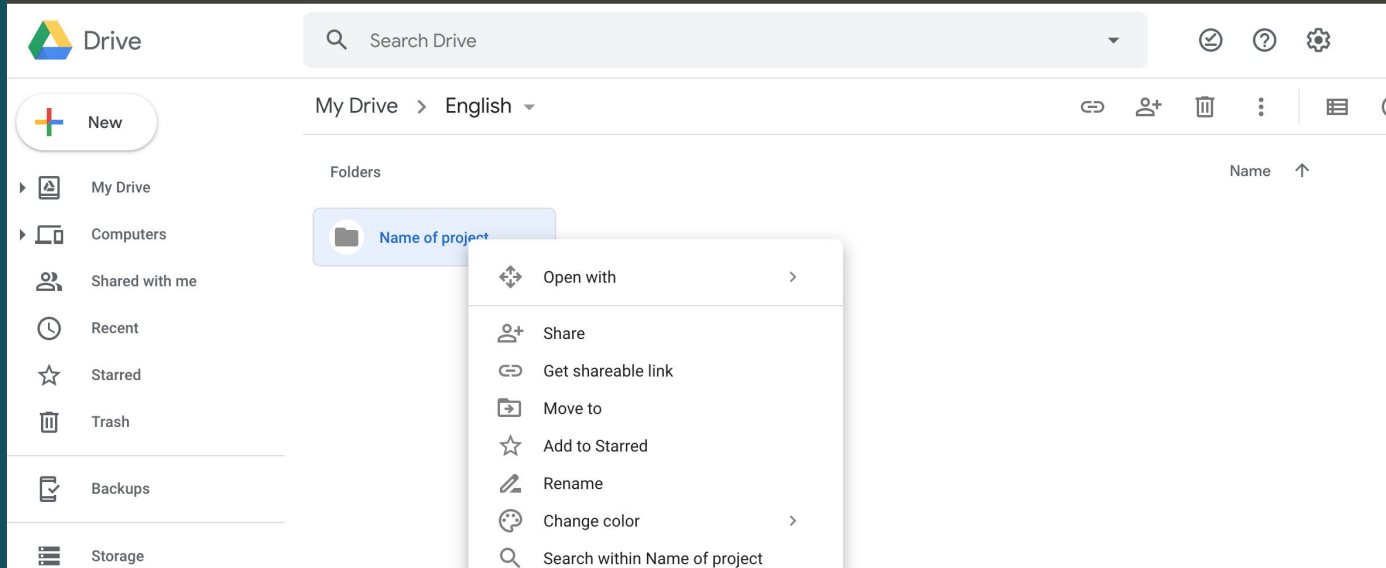 Drive
Search Drive
New
My Drive > English
Folders
Name
My Drive
Computers
Shared with me
Recent
Starred
Trash
Backups
Storage
Name of project
Open with
Share
Get shareable link
Move to
Add to Starred
Rename
Change color
Search within Name of project